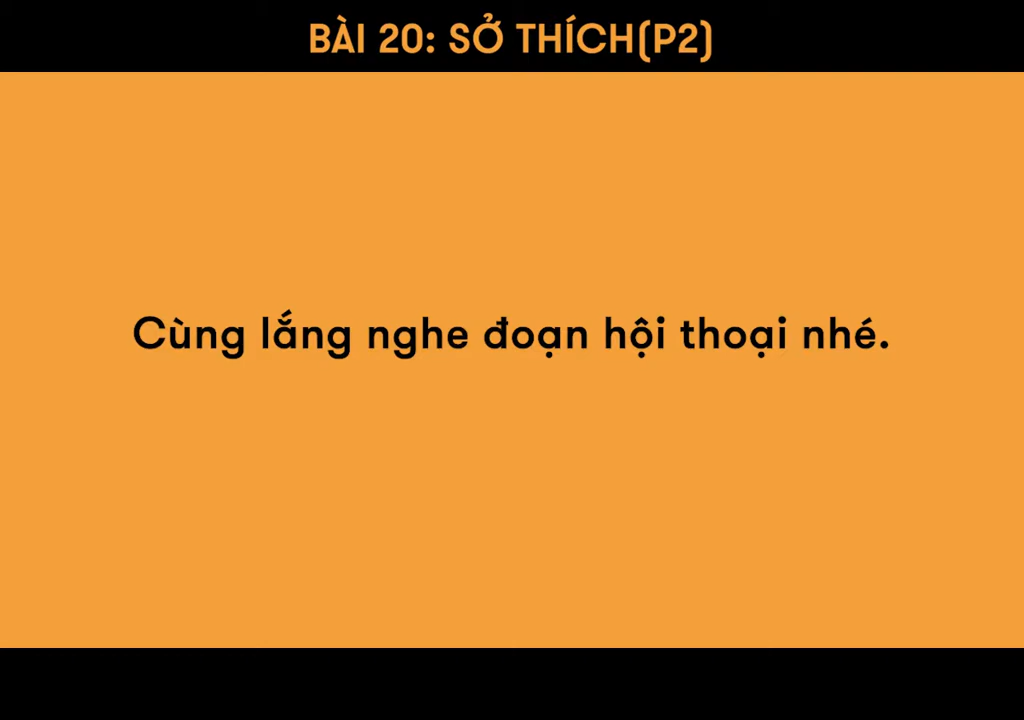 BÀI 20: SỞ THÍCH(P2)
Cùng lắng nghe đoạn hội thoại nhé.